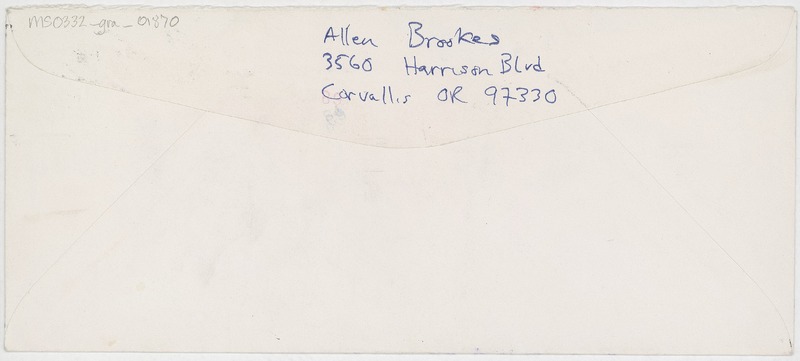 MS0332_gra_01870
Allen Brookes
3560 Harrison Blvd
Corvallis OR 97330